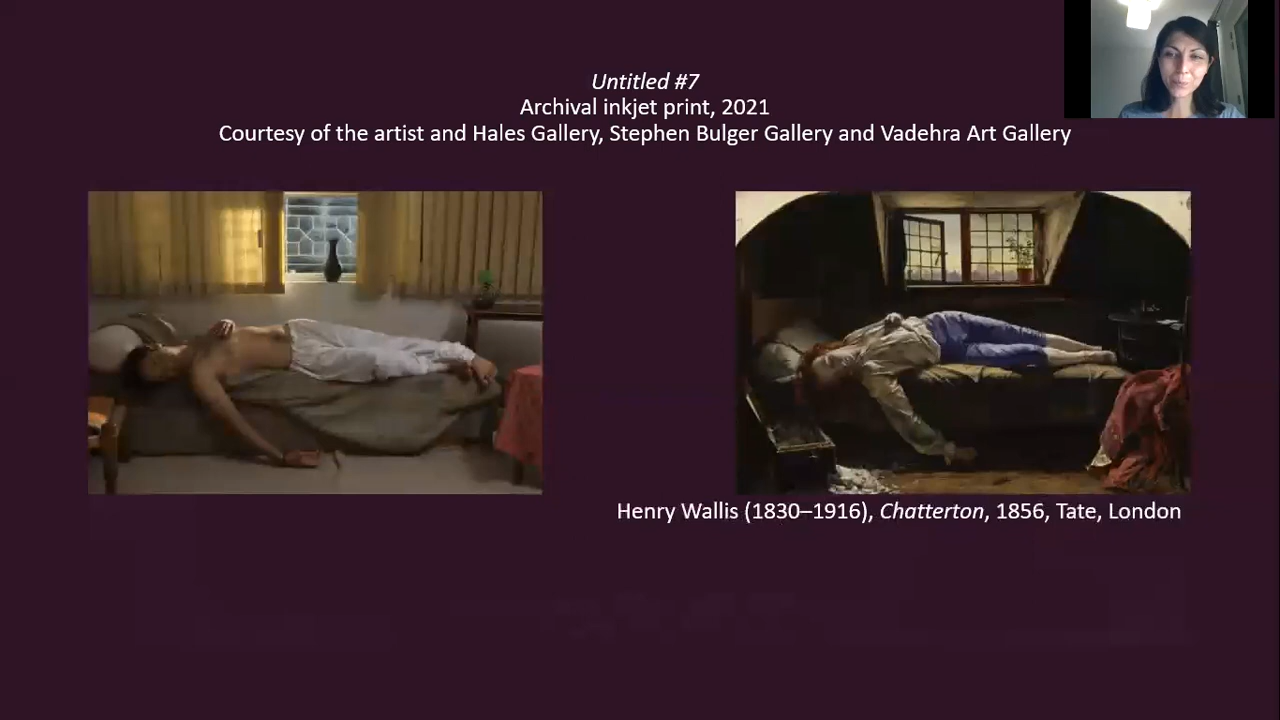 Untitled #7
Archival inkjet print, 2021
Courtesy of the artist and Hales Gallery, Stephen Bulger Gallery and Vadehra Art Gallery
Henry Wallis (1830–1916), Chatterton, 1856, Tate, London